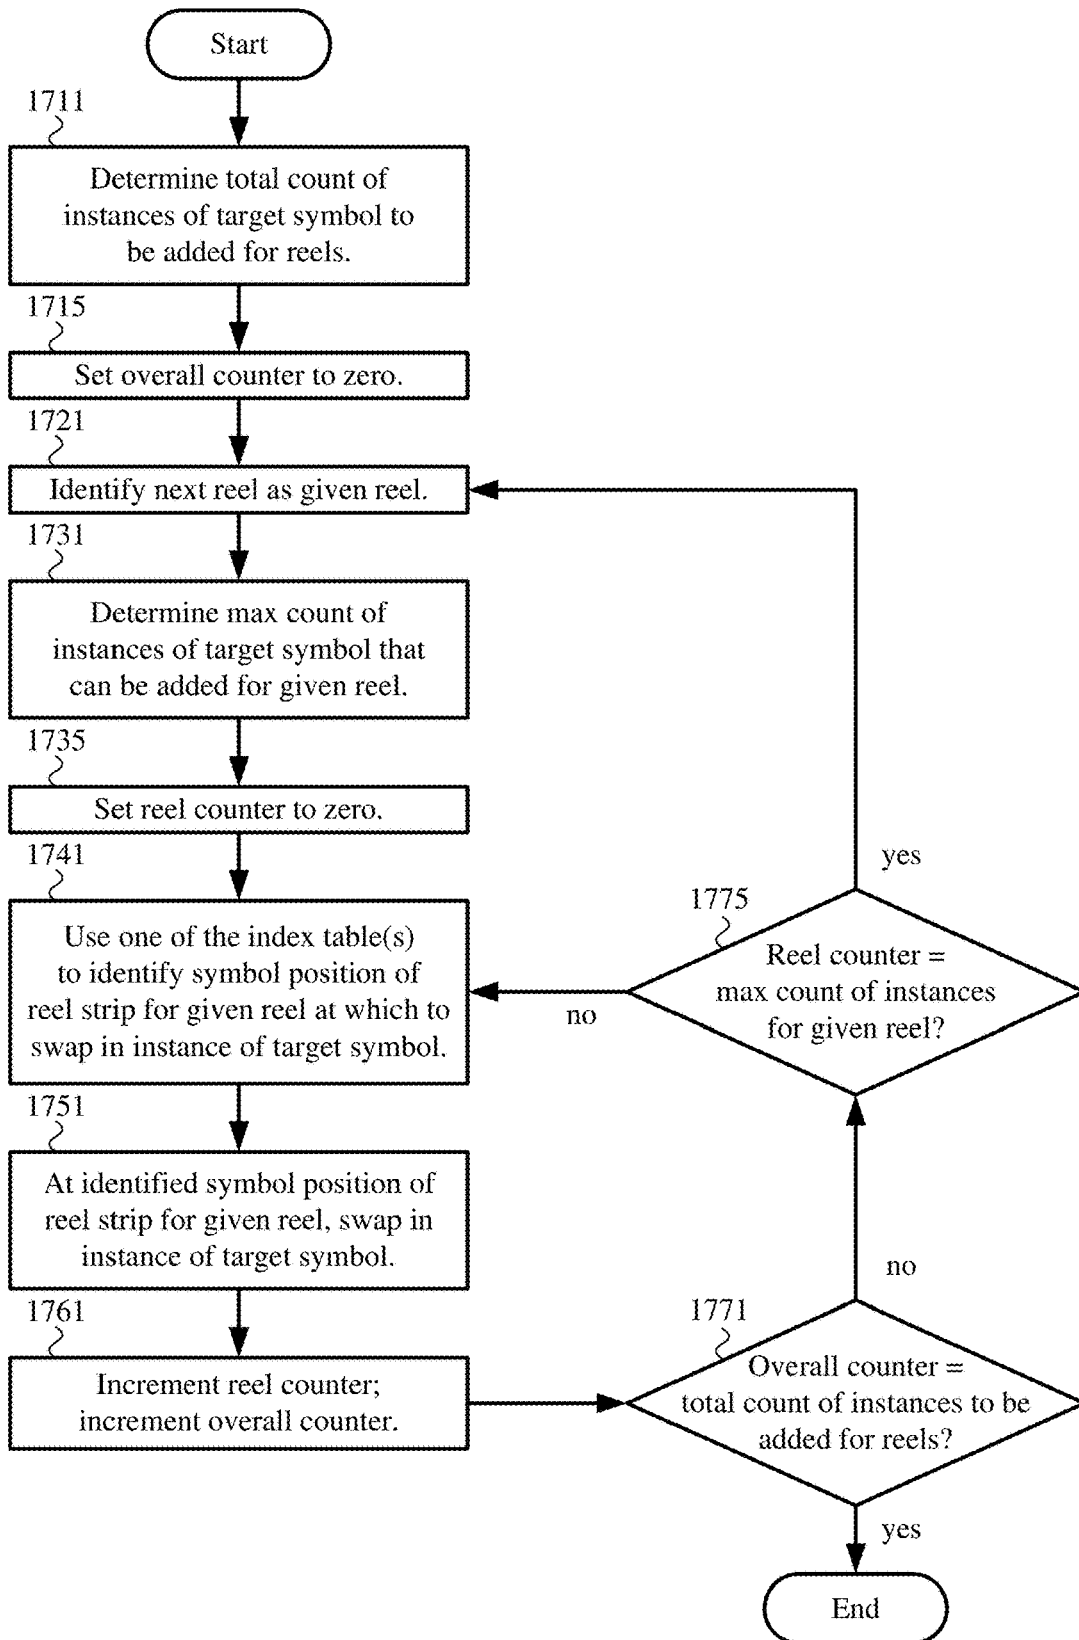 Start
1711
Determine total count of
instances of target symbol to
be added for reels.
1715
Set overall counter to zero.
1721
Identify next reel as given reel.
1731
Determine max count of
instances of target symbol that
can be added for given reel.
1735
Set reel counter to zero.
1741
Use one of the index table(s)
to identify symbol position of
reel strip for given reel at which to
swap in instance of target symbol.
1751
At identified symbol position of
reel strip for given reel, swap in
instance of target symbol.
1761
Increment reel counter;
increment overall counter.
1771
Overall counter =
total count of instances to be
added for reels?
no
yes
1775
Reel counter =
max count of instances
for given reel?
yes
no
End